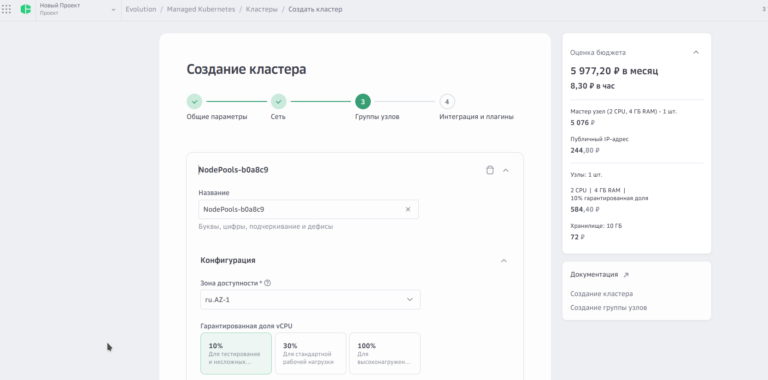 Новый Проект
Проект
Evolution / Managed Kubernetes / Кластеры / Создать кластер
Создание кластера
3
4
Общие параметры
Сеть
Группы узлов
Интеграция и плагины
NodePools-b0a8c9
Название
NodePools-b0a8c9
Буквы, цифры, подчеркивание и дефисы
Конфигурация
Зона доступности *
ru.AZ-1
Гарантированная доля vCPU
10%
Для тестирования
и несложных...
30%
Для стандартной
рабочей нагрузки
100%
Для
высоконагружен...
Оценка бюджета
5 977,20 ₽ в месяц
8,30 ₽ в час
Мастер узел (2 CPU, 4 ГБ RAM) - 1 шт.
5 076 ₽
Публичный IP-адрес
244,80 ₽
Узлы: 1 шт.
2 CPU | 4 ГБ RAM |
10% гарантированная доля
584,40 ₽
Хранилище: 10 ГБ
72 ₽
Документация
Создание кластера
Создание группы узлов